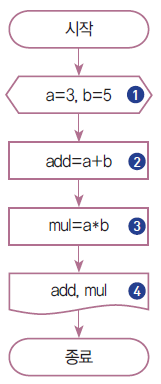 시작
a=3, b=5 1
add=a+b 2
mul=a*b 3
add, mul 4
종료